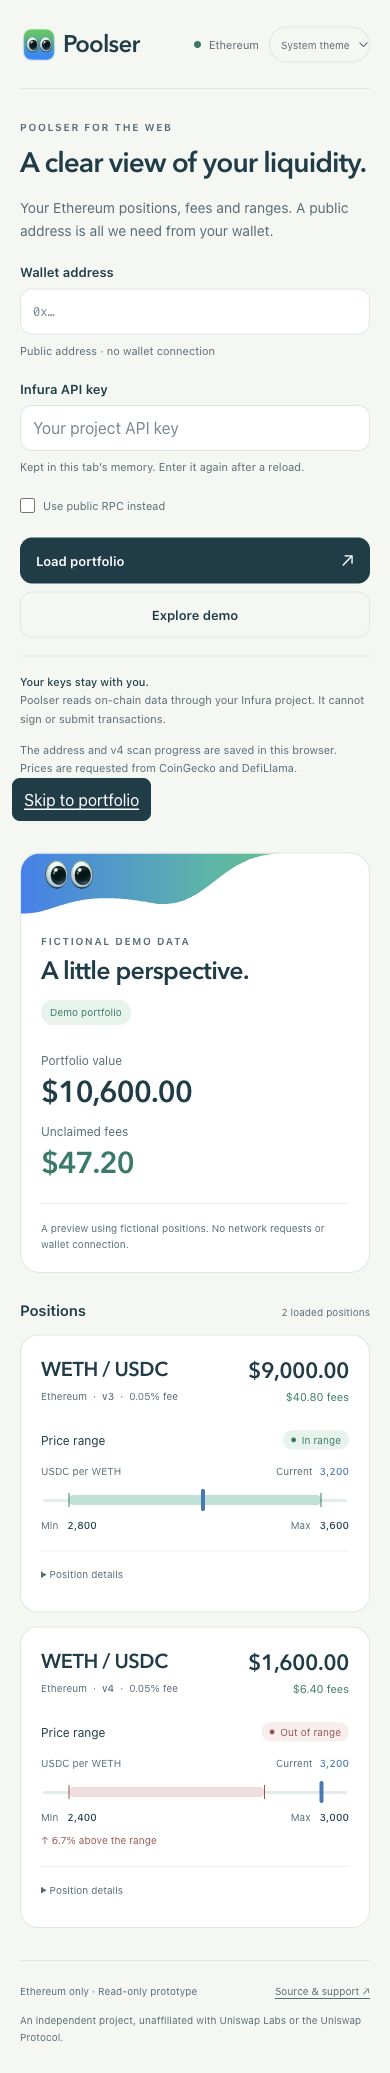 Poolser
Ethereum
System theme
POOLSER FOR THE WEB
A clear view of your liquidity.
Your Ethereum positions, fees and ranges. A public
address is all we need from your wallet.
Wallet address
0x…
Public address · no wallet connection
Infura API key
Your project API key
Kept in this tab's memory. Enter it again after a reload.
Use public RPC instead
Load portfolio ↗
Explore demo
Your keys stay with you.
Poolser reads on-chain data through your Infura project. It cannot
sign or submit transactions.
The address and v4 scan progress are saved in this browser.
Prices are requested from CoinGecko and DefiLlama.
Skip to portfolio
FICTIONAL DEMO DATA
A little perspective.
Demo portfolio
Portfolio value
$10,600.00
Unclaimed fees
$47.20
A preview using fictional positions. No network requests or
wallet connection.
Positions 2 loaded positions
WETH / USDC $9,000.00
Ethereum · v3 · 0.05% fee $40.80 fees
Price range In range
USDC per WETH Current 3,200
Min 2,800 Max 3,600
Position details
WETH / USDC $1,600.00
Ethereum · v4 · 0.05% fee $6.40 fees
Price range Out of range
USDC per WETH Current 3,200
Min 2,400 Max 3,000
↑ 6.7% above the range
Position details
Ethereum only · Read-only prototype Source & support ↗
An independent project, unaffiliated with Uniswap Labs or the Uniswap
Protocol.